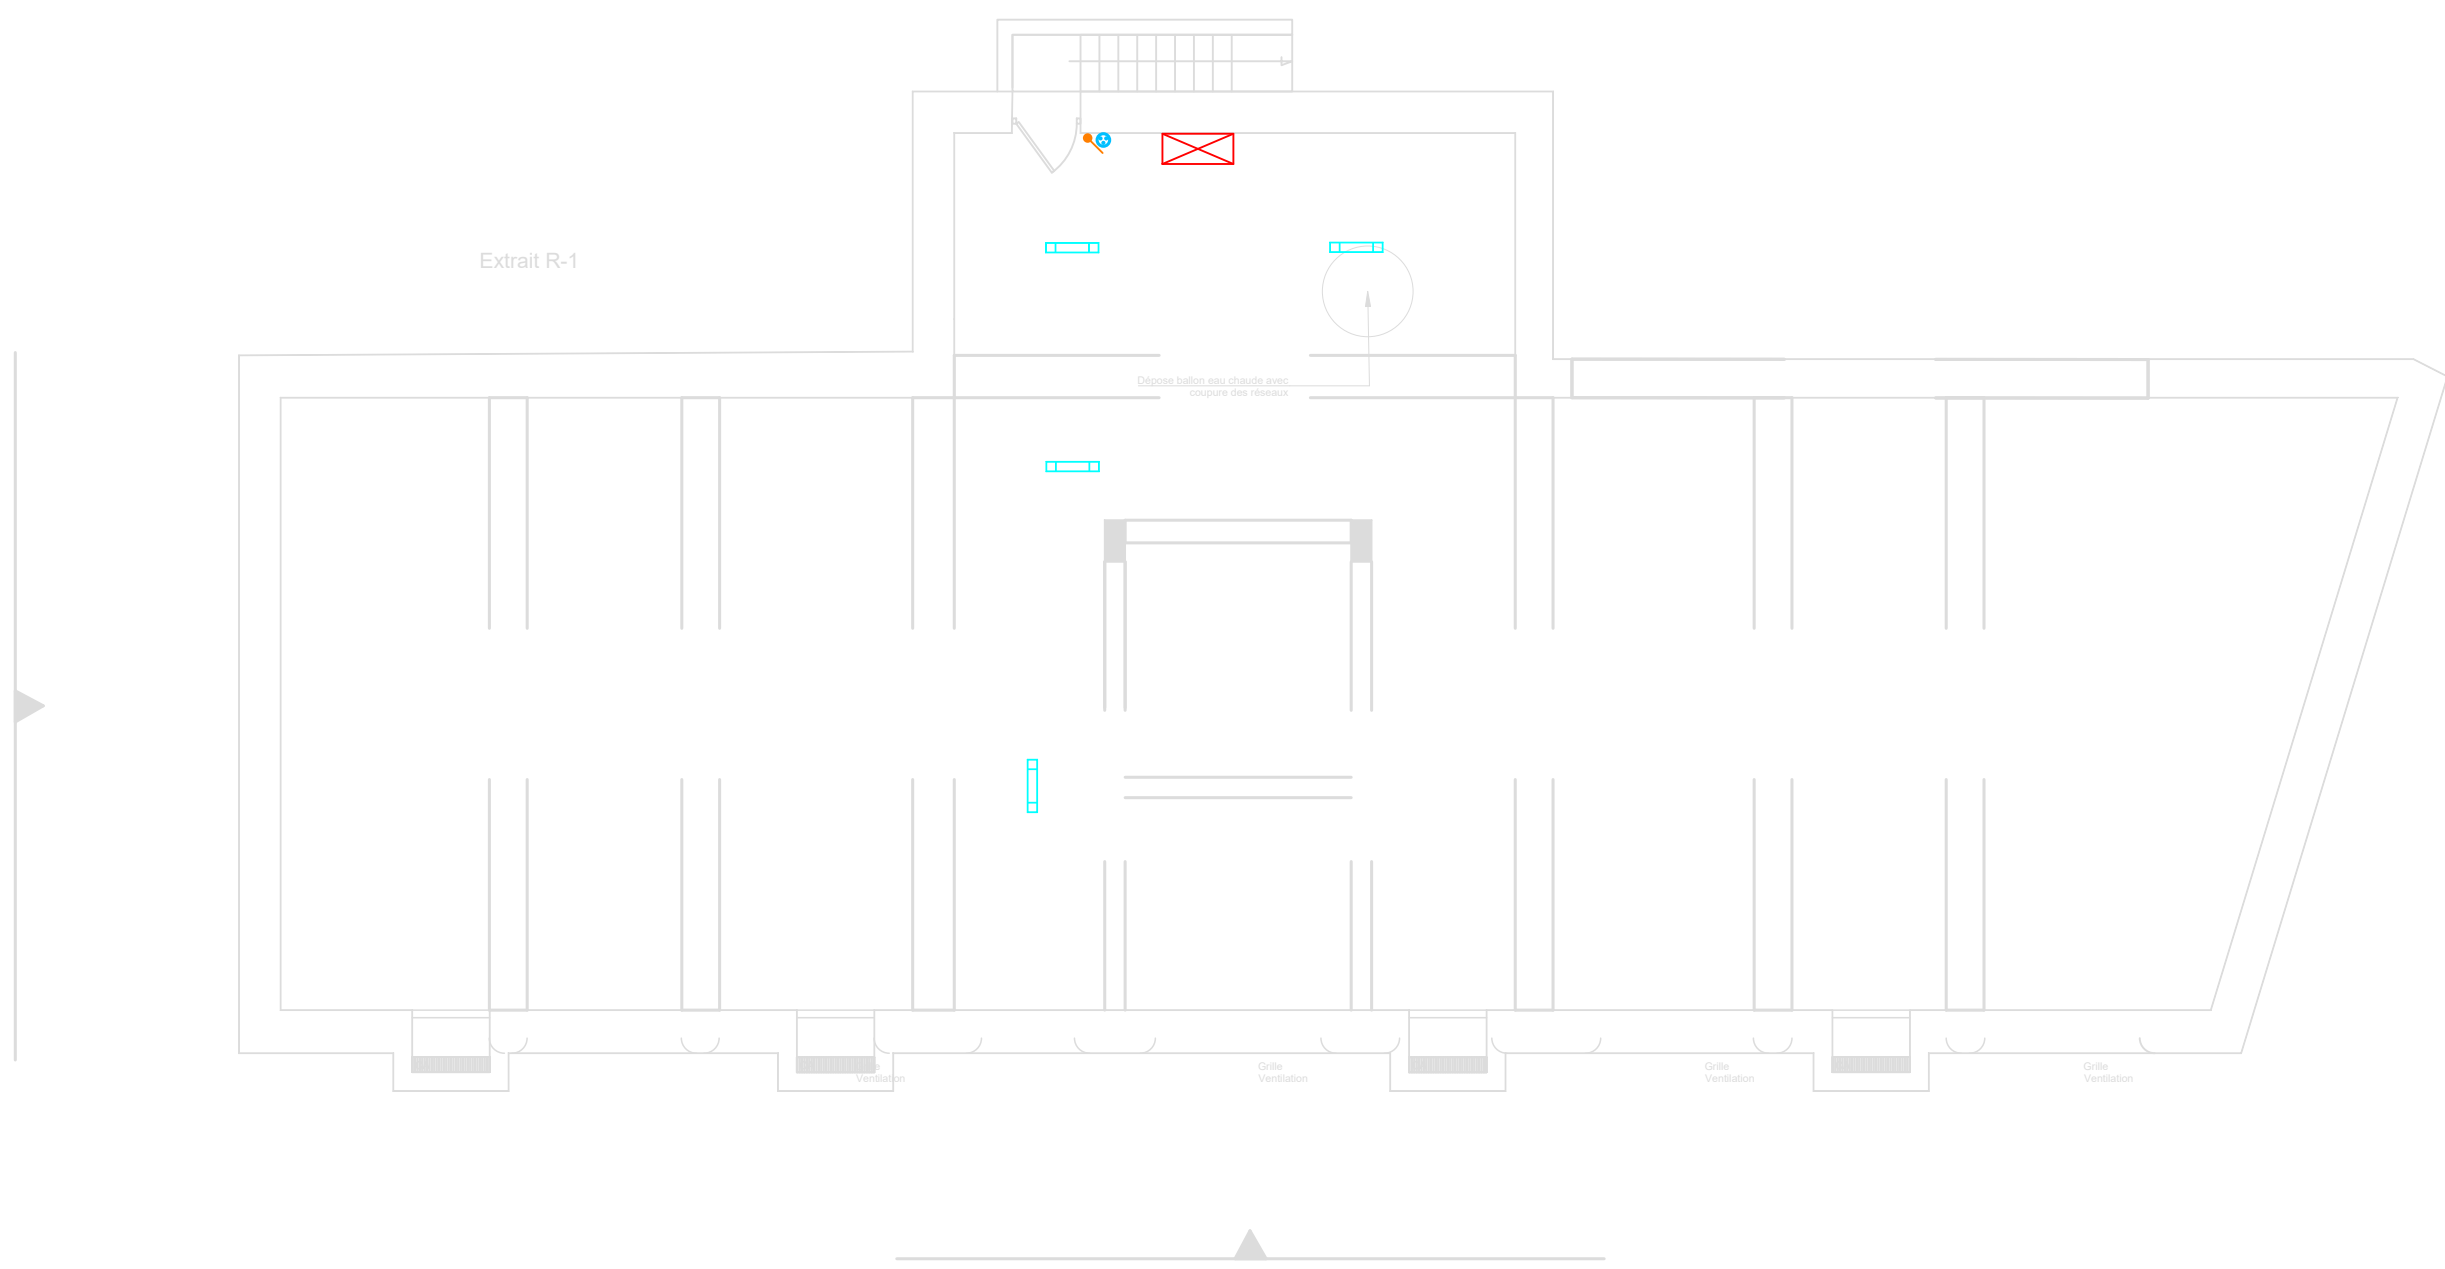 Extrait R-1
Dépose ballon eau chaude avec
coupure des réseaux
Ventilation
Grille
Ventilation
Grille
Ventilation
Grille
Ventilation